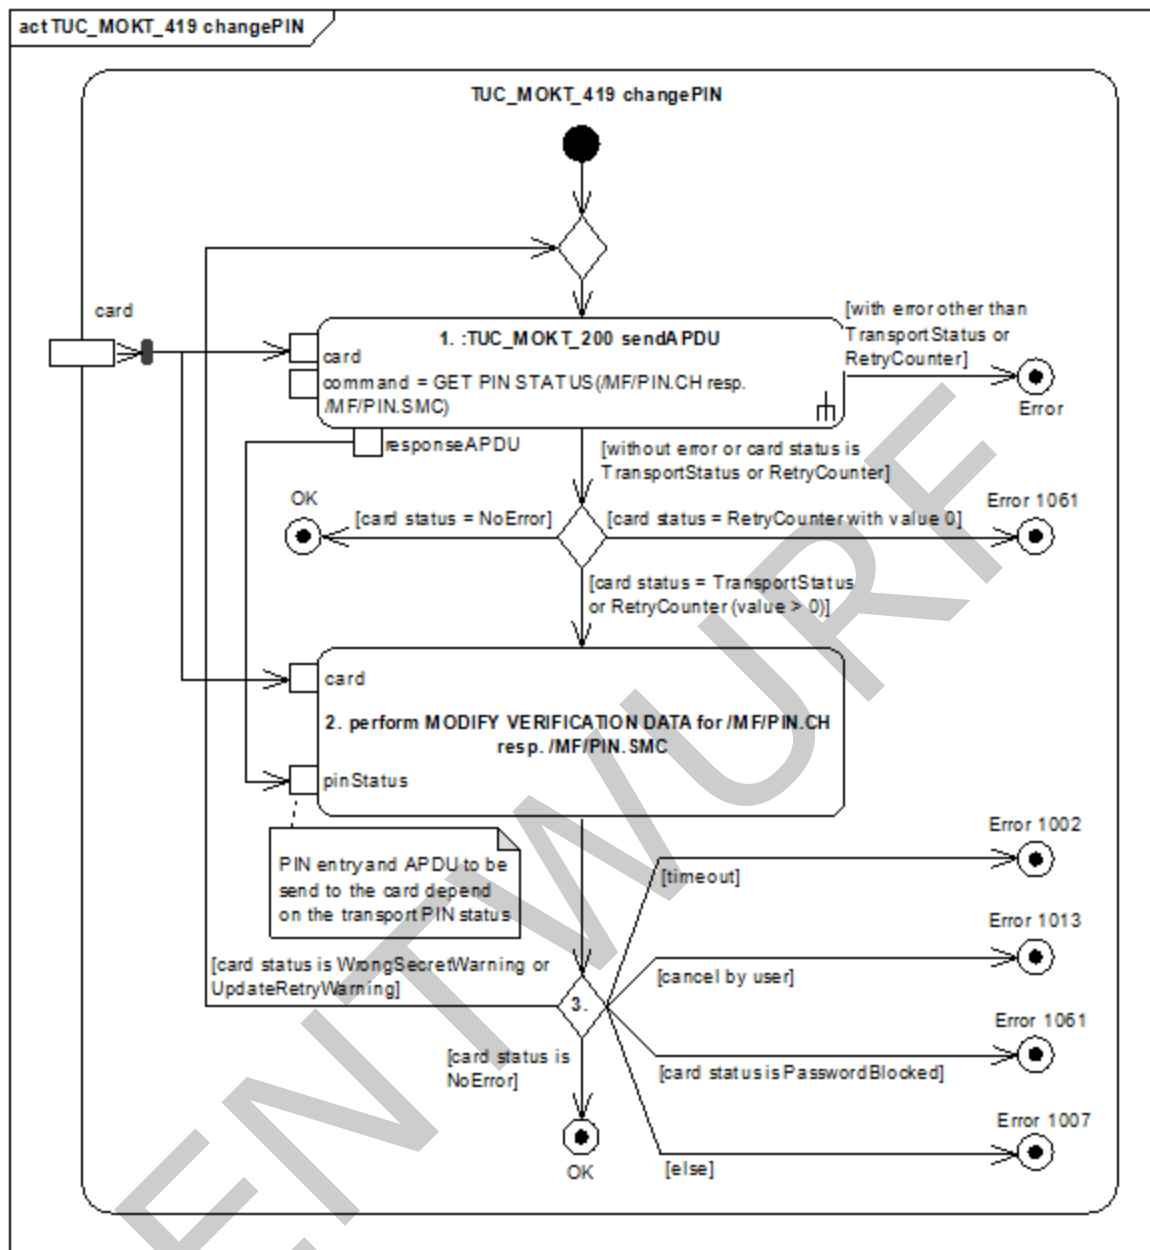 act TUC_MOKT_419 changePIN
TUC_MOKT_419 changePIN
card
[with error other than
TransportStatus or
RetryCounter]
1. :TUC_MOKT_200 sendAPDU
card
command = GET PIN STATUS(/MF/PIN.CH resp.
/MF/PIN.SMC)
Error
responseAPDU
[without error or card status is
TransportStatus or RetryCounter]
OK
[card status = NoError]
[card status = RetryCounter with value 0]
Error 1061
[card status = TransportStatus
or RetryCounter (value > 0)]
card
2. perform MODIFY VERIFICATION DATA for /MF/PIN.CH
resp. /MF/PIN.SMC
pinStatus
PIN entry and APDU to be
send to the card depend
on the transport PIN status
Error 1002
[timeout]
Error 1013
[card status is WrongSecretWarning or
UpdateRetryWarning]
[cancel by user]
3.
Error 1061
[card status is
NoError]
[card status is PasswordBlocked]
Error 1007
OK
[else]
ENTWURF